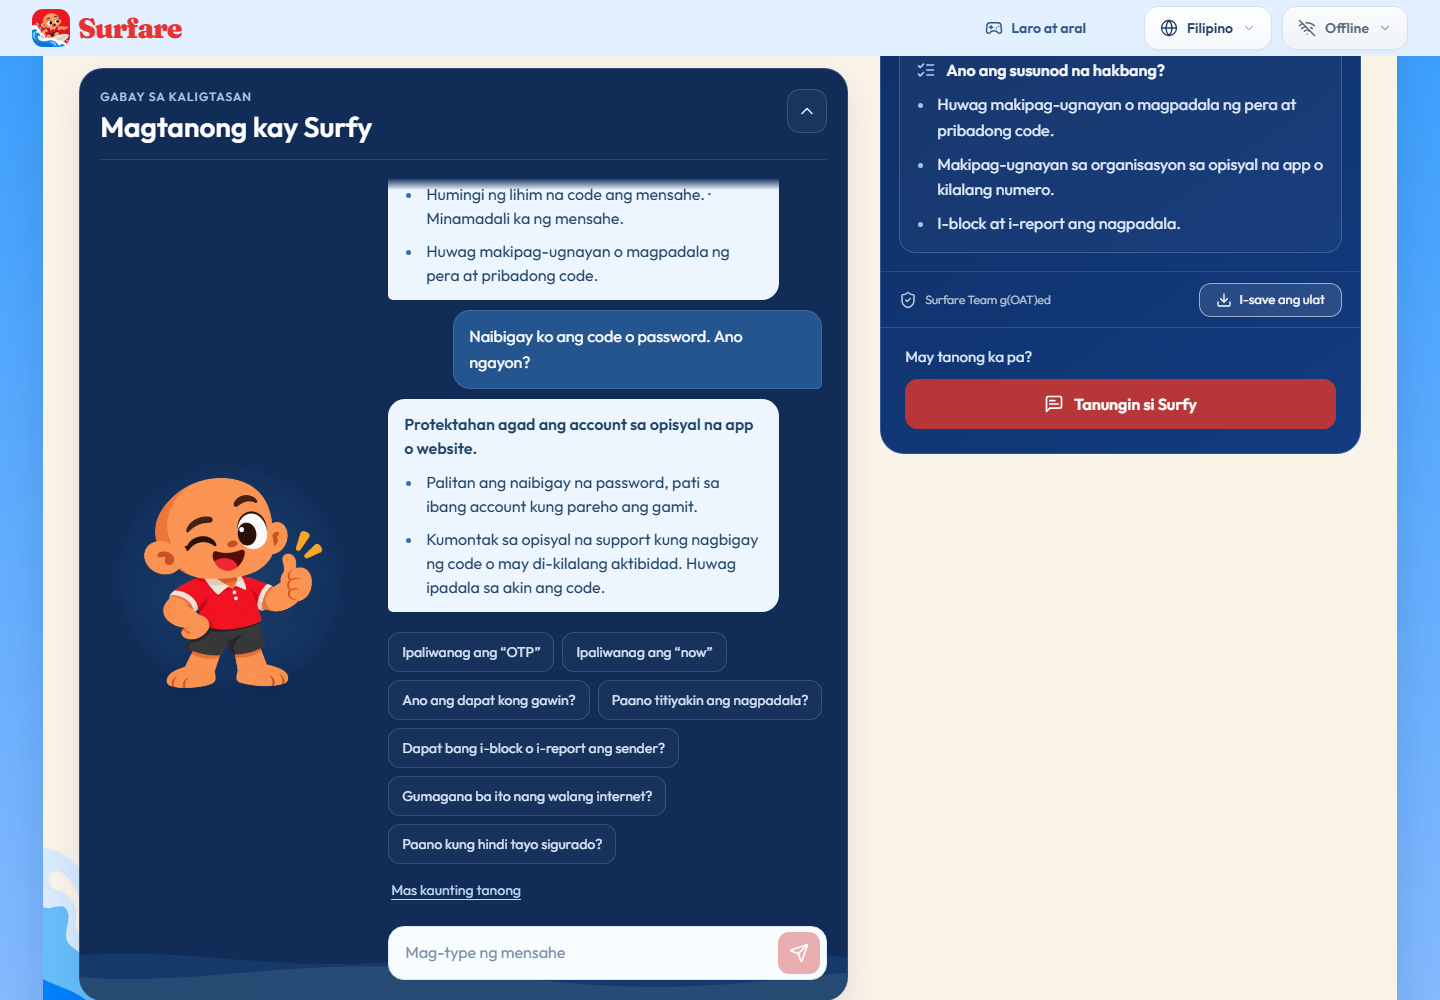 Surfare
Laro at aral
Filipino
Offline
GABAY SA KALIGTASAN
Magtanong kay Surfy
Humingi ng lihim na code ang mensahe. ·
Minamadali ka ng mensahe.
Huwag makipag-ugnayan o magpadala ng
pera at pribadong code.
Naibigay ko ang code o password. Ano
ngayon?
Protektahan agad ang account sa opisyal na app
o website.
Palitan ang naibigay na password, pati sa
ibang account kung pareho ang gamit.
Kumontak sa opisyal na support kung nagbigay
ng code o may di-kilalang aktibidad. Huwag
ipadala sa akin ang code.
Ipaliwanag ang “OTP”
Ipaliwanag ang “now”
Ano ang dapat kong gawin?
Paano titiyakin ang nagpadala?
Dapat bang i-block o i-report ang sender?
Gumagana ba ito nang walang internet?
Paano kung hindi tayo sigurado?
Mas kaunting tanong
Mag-type ng mensahe
Ano ang susunod na hakbang?
Huwag makipag-ugnayan o magpadala ng pera at
pribadong code.
Makipag-ugnayan sa organisasyon sa opisyal na app o
kilalang numero.
I-block at i-report ang nagpadala.
Surfare Team g(OAT)ed
I-save ang ulat
May tanong ka pa?
Tanungin si Surfy